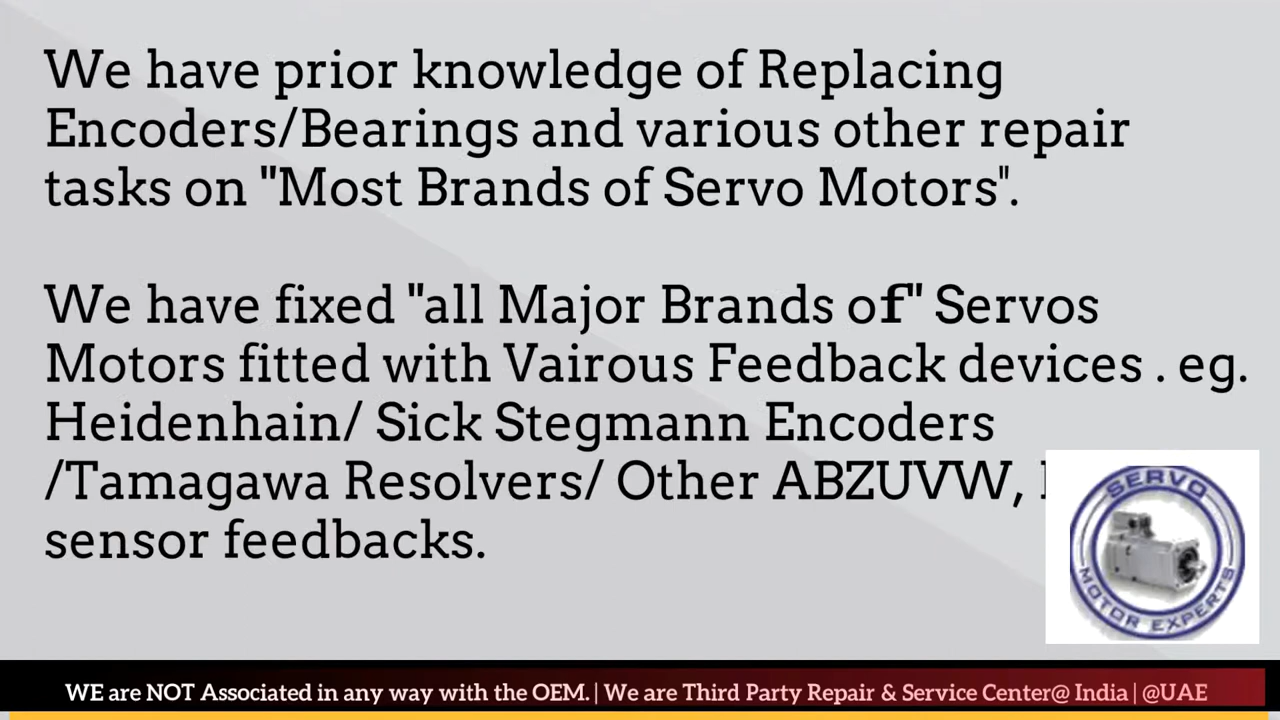 We have prior knowledge of Replacing
Encoders/Bearings and various other repair
tasks on "Most Brands of Servo Motors".
We have fixed "all Major Brands of" Servos
Motors fitted with Vairous Feedback devices . eg.
Heidenhain/ Sick Stegmann Encoders
/Tamagawa Resolvers/ Other ABZUVW,
sensor feedbacks.
SERVO
MOTOR EXPERTS
WE are NOT Associated in any way with the OEM. | We are Third Party Repair & Service Center@ India | @UAE